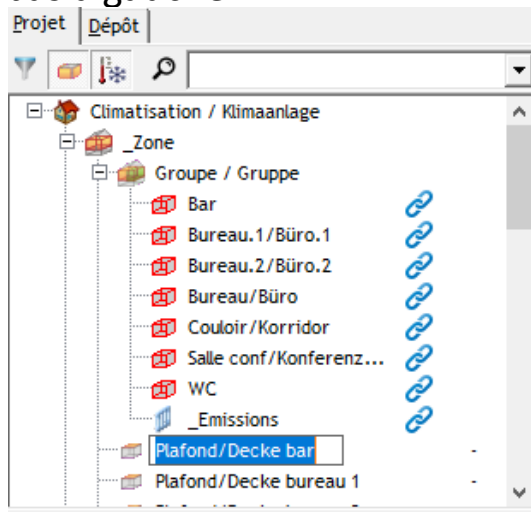 Projet Dépôt
Climatisation / Klimaanlage
_Zone
Groupe / Gruppe
Bar
Bureau.1/Büro.1
Bureau.2/Büro.2
Bureau/Büro
Couloir/Korridor
Salle conf/Konferenz...
WC
_Emissions
Plafond/Decke bar -
Plafond/Decke bureau 1 -